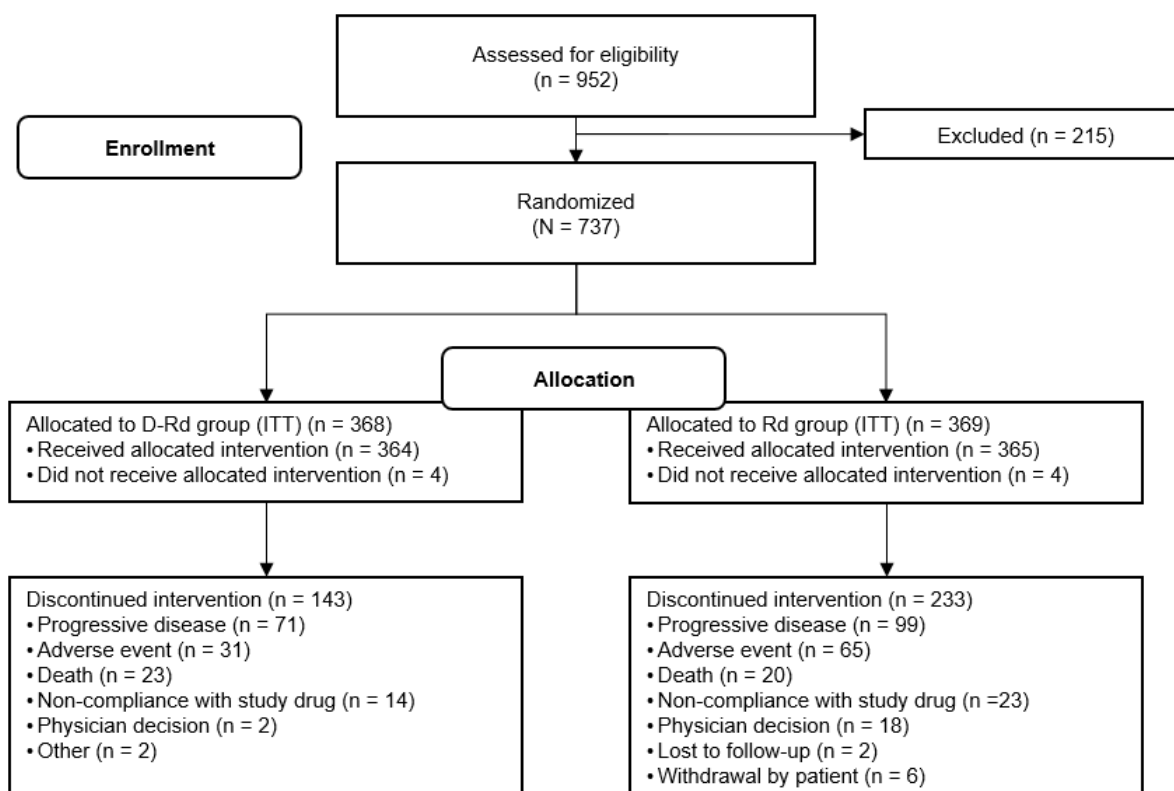 Assessed for eligibility
(n = 952)
Enrollment
Excluded (n = 215)
Randomized
(N = 737)
Allocation
Allocated to D-Rd group (ITT) (n = 368)
• Received allocated intervention (n = 364)
• Did not receive allocated intervention (n = 4)
Allocated to Rd group (ITT) (n = 369)
• Received allocated intervention (n = 365)
• Did not receive allocated intervention (n = 4)
Discontinued intervention (n = 143)
• Progressive disease (n = 71)
• Adverse event (n = 31)
• Death (n = 23)
• Non-compliance with study drug (n = 14)
• Physician decision (n = 2)
• Other (n = 2)
Discontinued intervention (n = 233)
• Progressive disease (n = 99)
• Adverse event (n = 65)
• Death (n = 20)
• Non-compliance with study drug (n =23)
• Physician decision (n = 18)
• Lost to follow-up (n = 2)
• Withdrawal by patient (n = 6)